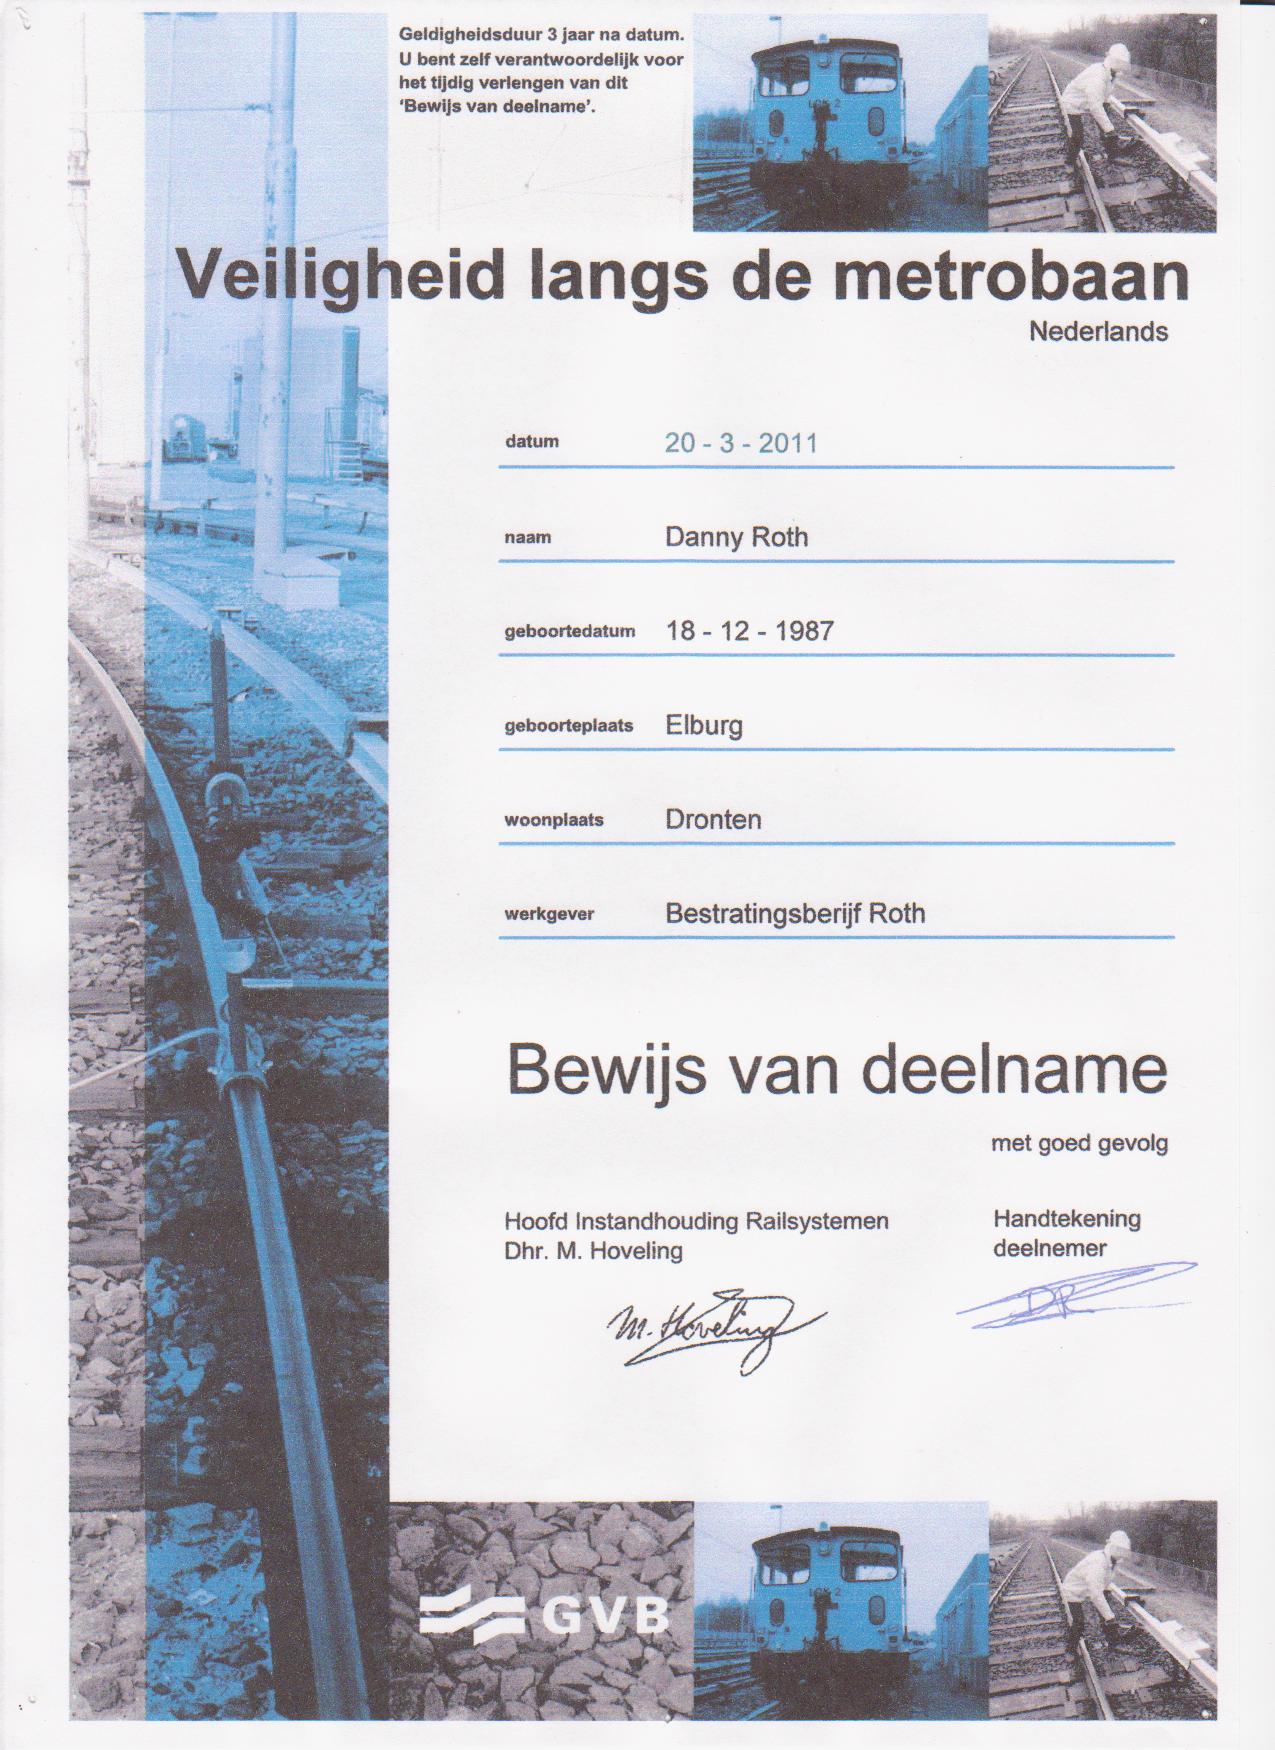 Geldigheidsduur 3 jaar na datum.
U bent zelf verantwoordelijk voor
het tijdig verlengen van dit
‘Bewijs van deelname’.
Veiligheid langs de metrobaan
Nederlands
datum 20 - 3 - 2011
naam Danny Roth
geboortedatum 18 - 12 - 1987
geboorteplaats Elburg
woonplaats Dronten
werkgever Bestratingsberijf Roth
Bewijs van deelname
met goed gevolg
Hoofd Instandhouding Railsystemen
Dhr. M. Hoveling
Handtekening
deelnemer
M. Hoveling
DR
GVB